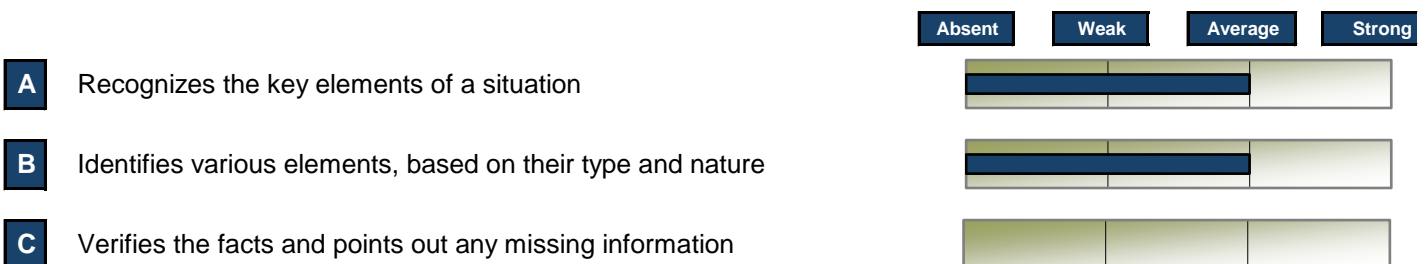 Absent Weak Average Strong
A Recognizes the key elements of a situation
B Identifies various elements, based on their type and nature
C Verifies the facts and points out any missing information